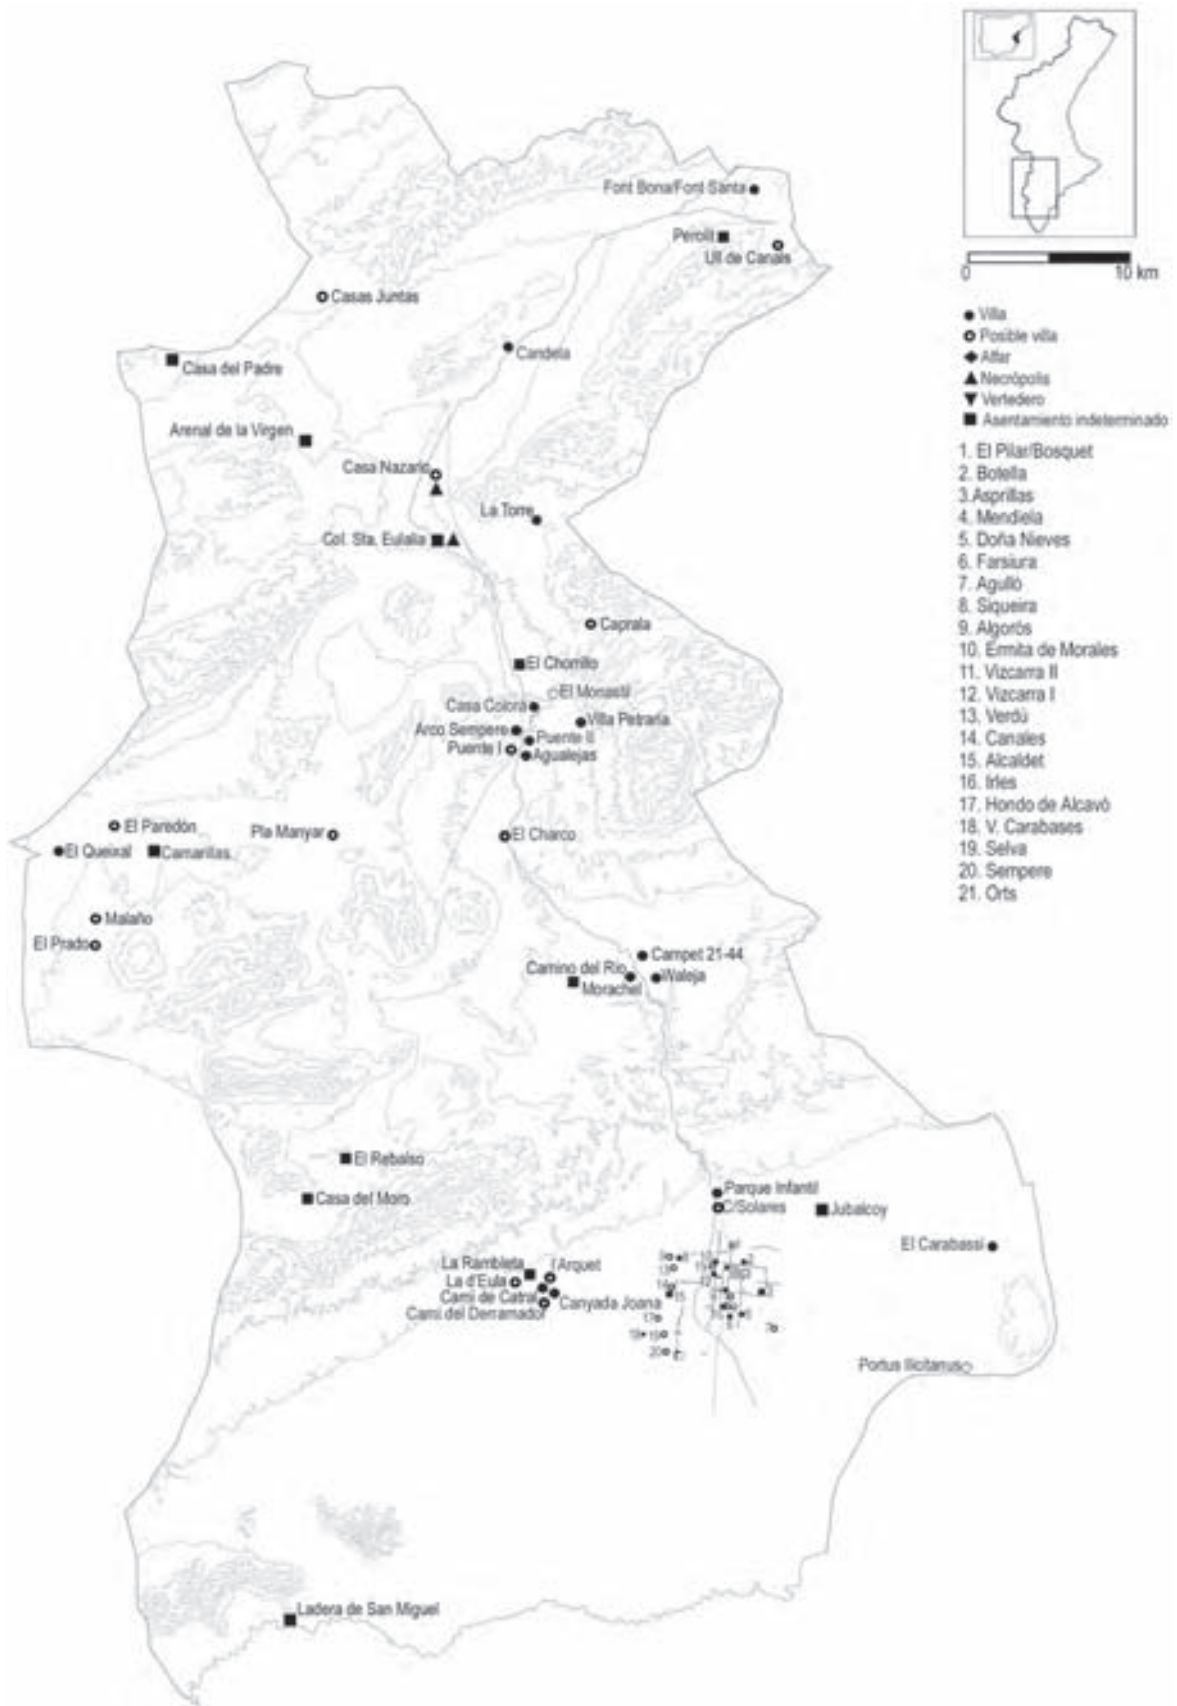 Font Bona/Font Santa
Perolit
Ull de Canals
0
10 km
Casas Juntas
Villa
Posible villa
Candela
Alfar
Casa del Padre
Necrópolis
Vertedero
Asentamiento indeterminado
Arenal de la Virgen
1. El Pilar/Bosquet
Casa Nazario
2. Botella
3.Asprillas
La Torre
4. Mendiela
Col. Sta. Eulalia
5. Doña Nieves
6. Farsiura
7. Agulló
8. Siqueira
Caprala
9. Algorós
10. Ermita de Morales
El Chorrillo
11. Vizcarra II
El Monastil
12. Vizcarra I
Casa Colorá
13. Verdú
Villa Petraria
Arco Sempere
Puente II
14. Canales
Puente I
Agualejas
15. Alcaldet
16. Irles
17. Hondo de Alcavó
El Paredón
Pla Manyar
El Charco
18. V. Carabases
El Queixal
Camarillas
19. Selva
20. Sempere
21. Orts
Malaño
El Prado
Campet 21-44
Camino del Río
Waleja
Morachel
El Rebalso
Casa del Moro
Parque Infantil
C/Solares
Jubalcoy
El Carabassí
La Rambleta
l'Arquet
La d'Eula
Camí de Catral
Canyada Joana
Camí del Derramador
Portus Ilicitanus
Ladera de San Miguel